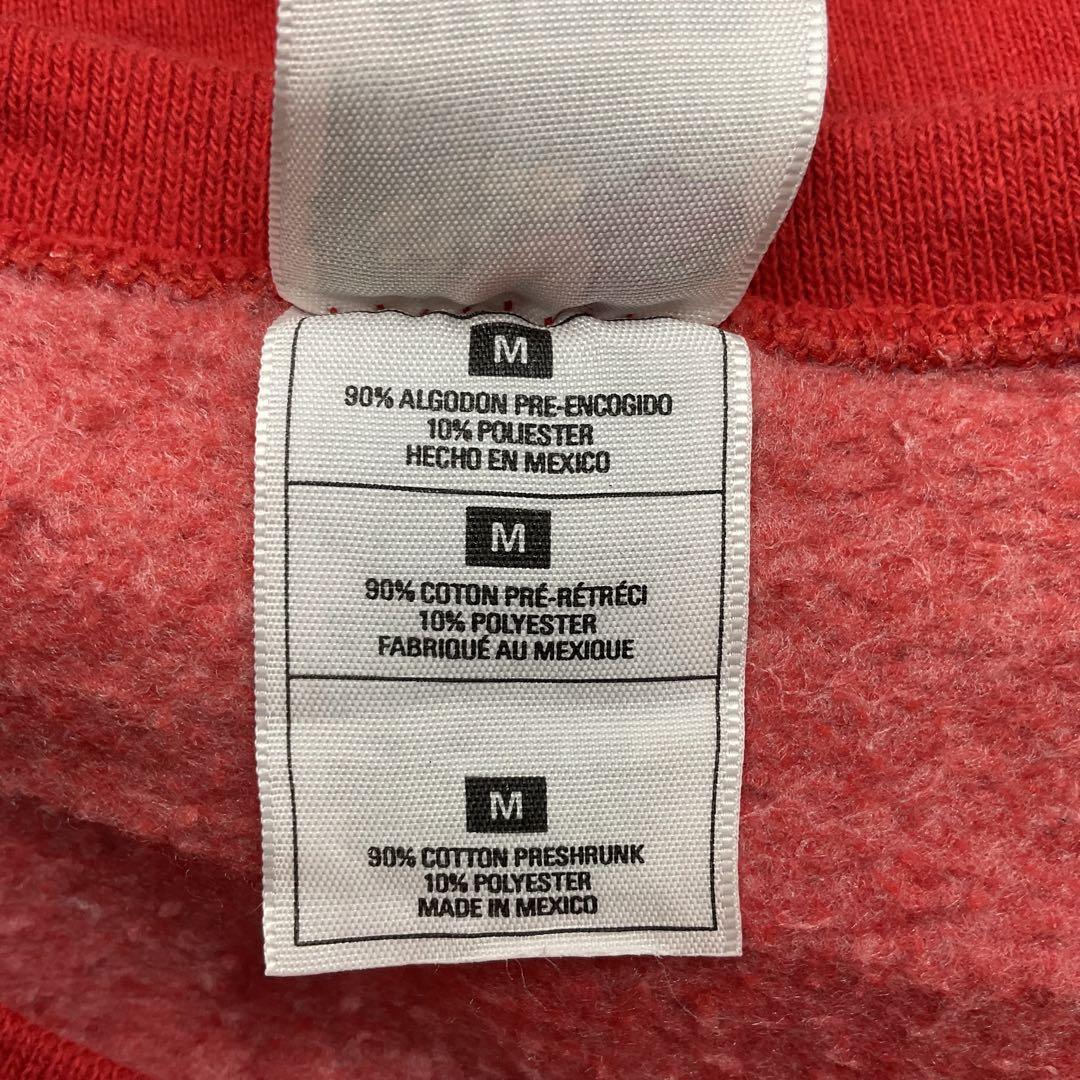 M
90% ALGODON PRE-ENCOGIDO
10% POLIESTER
HECHO EN MEXICO
M
90% COTON PRÉ-RÉTRÉCI
10% POLYESTER
FABRIQUÉ AU MEXIQUE
M
90% COTTON PRESHRUNK
10% POLYESTER
MADE IN MEXICO